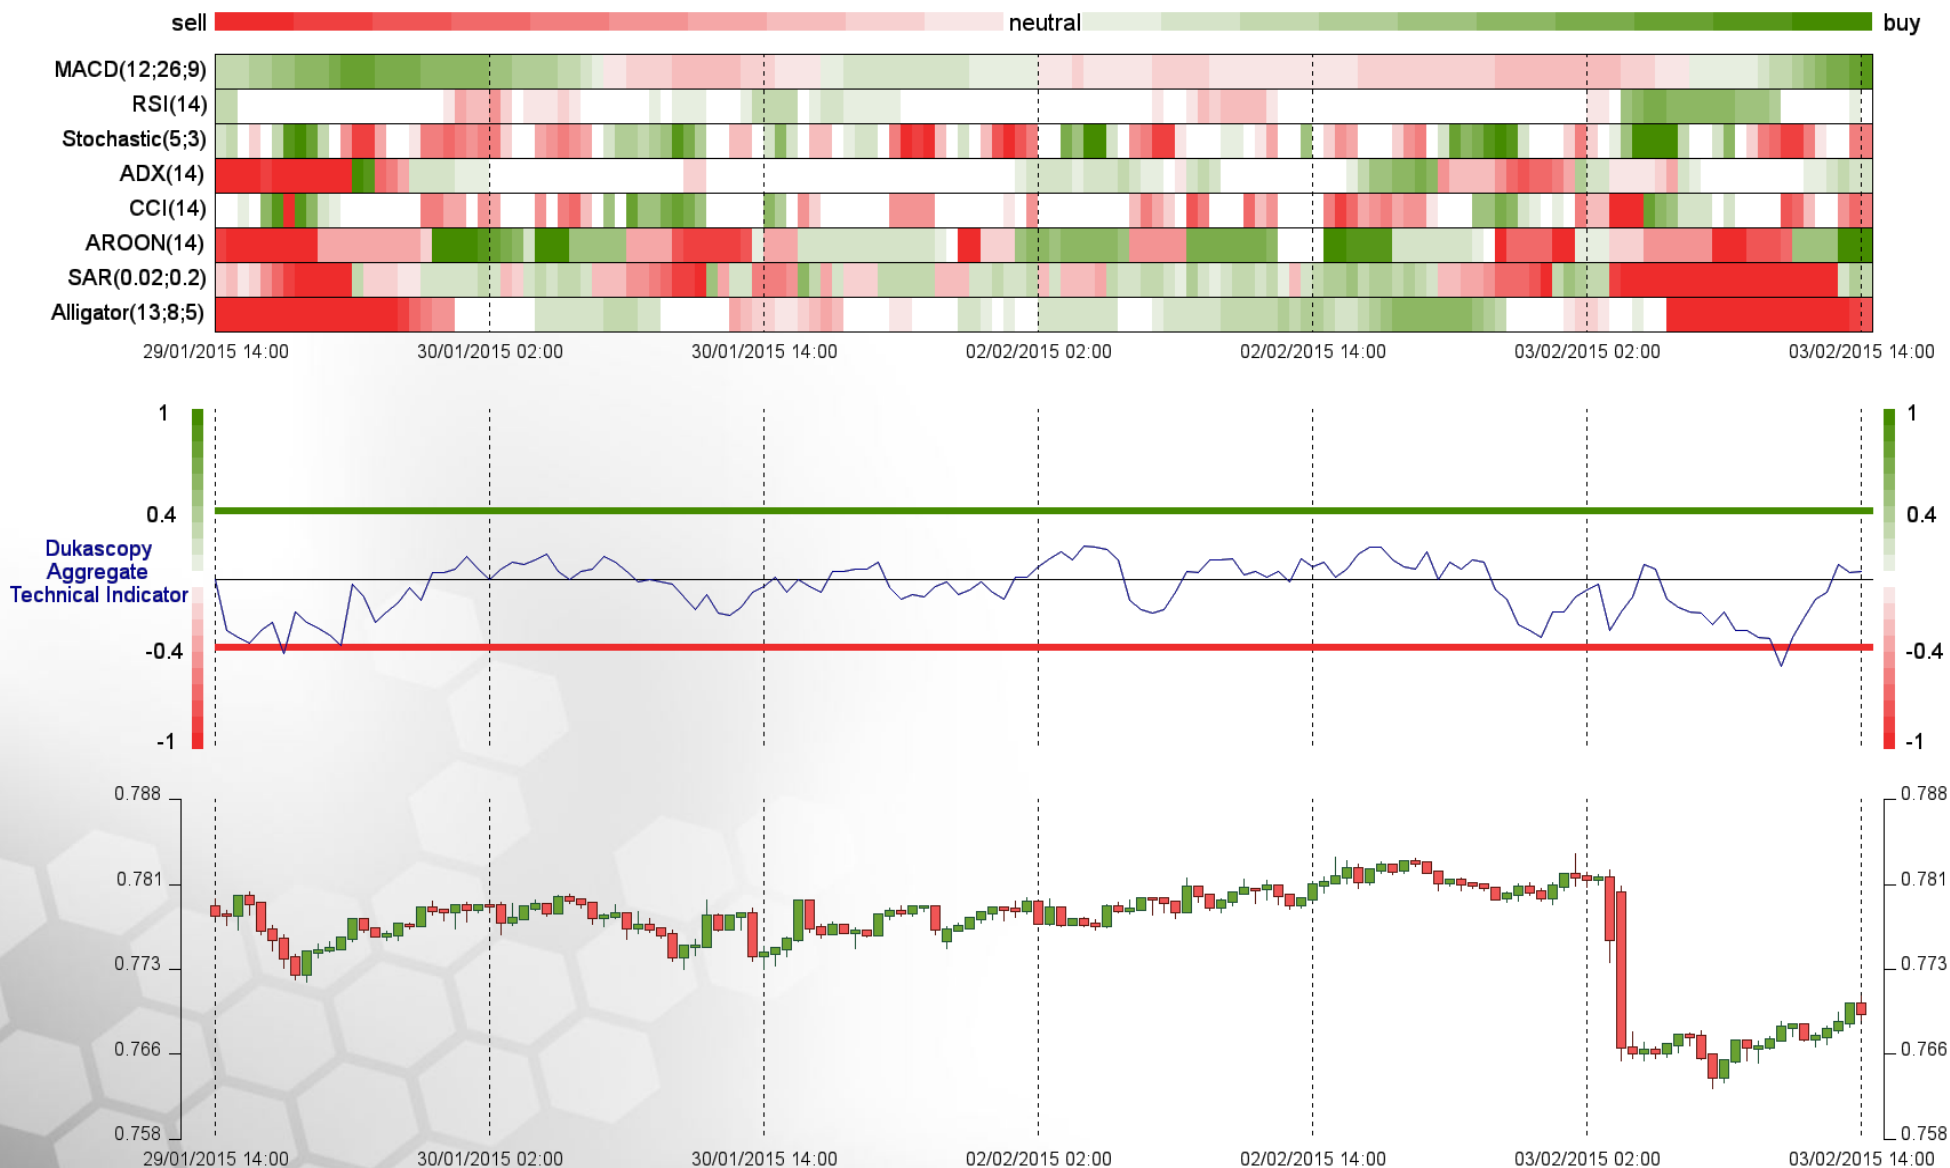 sell neutral buy
MACD(12;26;9)
RSI(14)
Stochastic(5;3)
ADX(14)
CCI(14)
AROON(14)
SAR(0.02;0.2)
Alligator(13;8;5)
29/01/2015 14:00 30/01/2015 02:00 30/01/2015 14:00 02/02/2015 02:00 02/02/2015 14:00 03/02/2015 02:00 03/02/2015 14:00
1 1
0.4 0.4
Dukascopy
Aggregate
Technical Indicator
-0.4 -0.4
-1 -1
0.788 0.788
0.781 0.781
0.773 0.773
0.766 0.766
0.758 0.758
29/01/2015 14:00 30/01/2015 02:00 30/01/2015 14:00 02/02/2015 02:00 02/02/2015 14:00 03/02/2015 02:00 03/02/2015 14:00